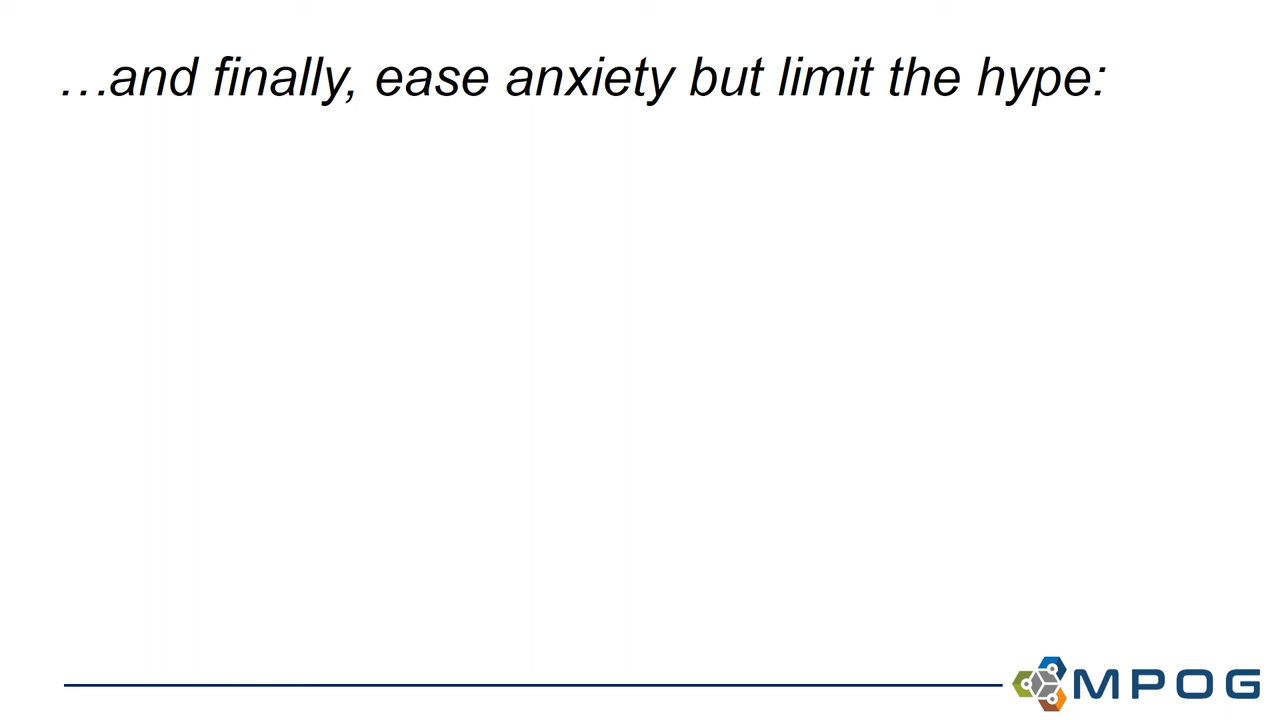 …and finally, ease anxiety but limit the hype:
MPOG